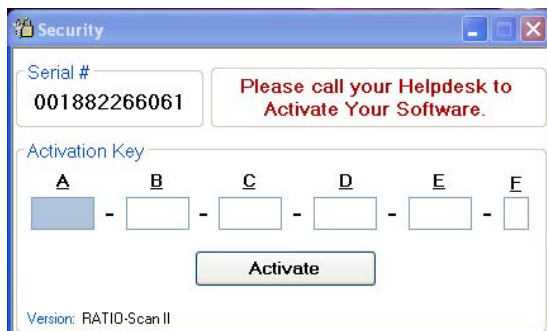 Security
Serial #
001882266061
Please call your Helpdesk to
Activate Your Software.
Activation Key
A B C D E F
- - - - -
Activate
Version: RATIO-Scan II